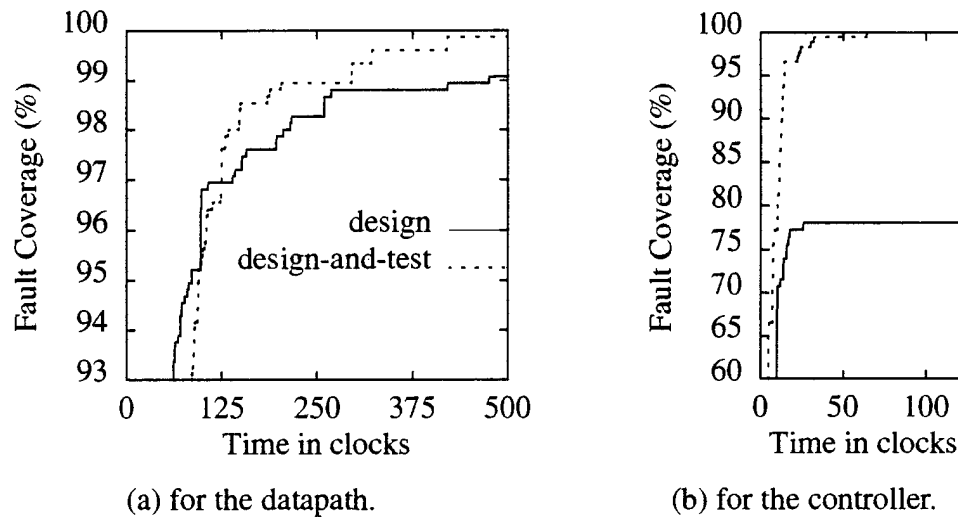 100
99
98
97
96
95
94
93
Fault Coverage (%)
design
design-and-test
0 125 250 375 500
Time in clocks
(a) for the datapath.
100
95
90
85
80
75
70
65
60
Fault Coverage (%)
0 50 100
Time in clocks
(b) for the controller.